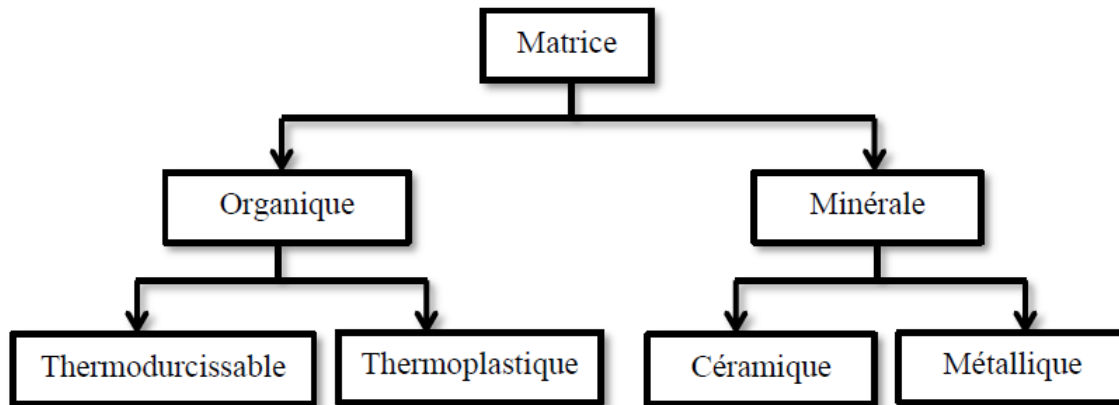 Matrice
Organique
Minérale
Thermodurcissable
Thermoplastique
Céramique
Métallique